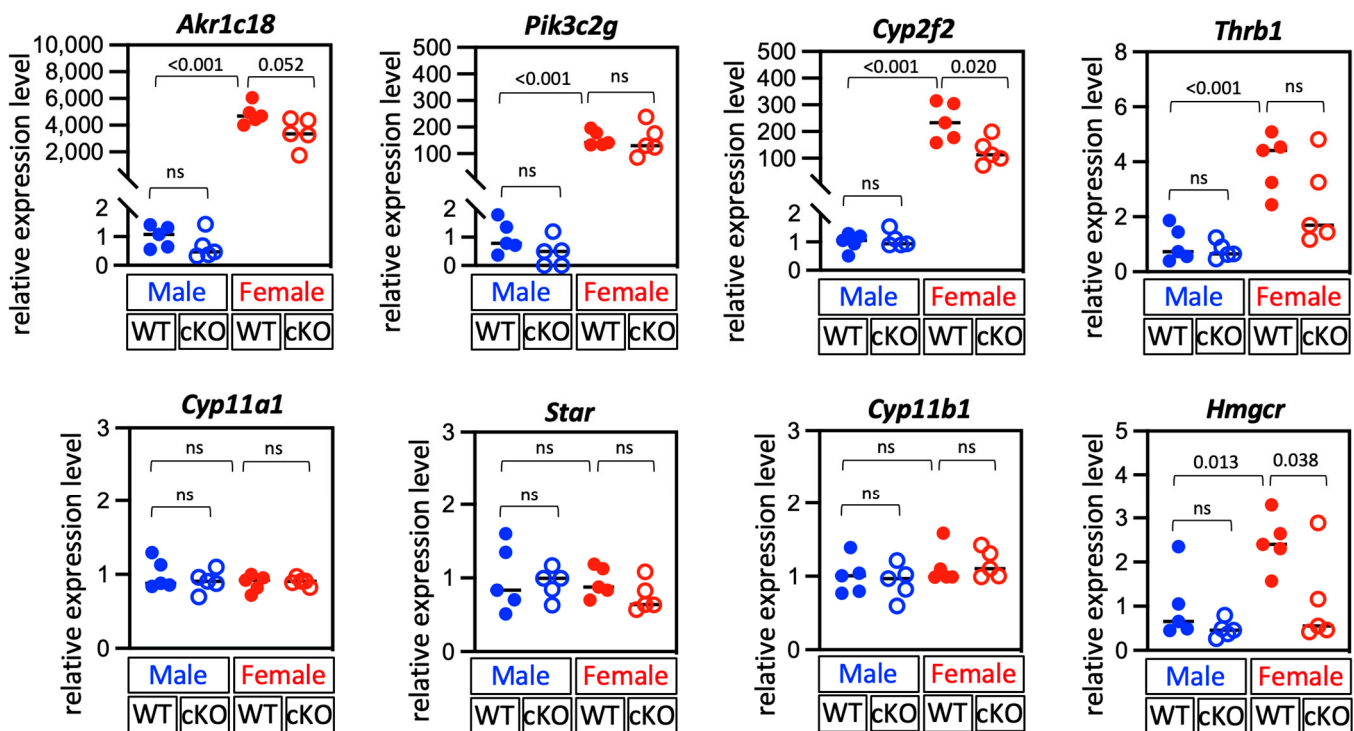 Akr1c18
relative expression level
10,000
8,000
6,000
4,000
2,000
2
1
0
<0.001
0.052
ns
Male
Female
WT
cKO
WT
cKO
Pik3c2g
relative expression level
500
400
300
200
100
2
1
0
<0.001
ns
ns
Male
Female
WT
cKO
WT
cKO
Cyp2f2
relative expression level
500
400
300
200
100
2
1
0
<0.001
0.020
ns
Male
Female
WT
cKO
WT
cKO
Thrb1
relative expression level
8
6
4
2
0
<0.001
ns
ns
Male
Female
WT
cKO
WT
cKO
Cyp11a1
relative expression level
3
2
1
0
ns
ns
ns
Male
Female
WT
cKO
WT
cKO
Star
relative expression level
3
2
1
0
ns
ns
ns
Male
Female
WT
cKO
WT
cKO
Cyp11b1
relative expression level
3
2
1
0
ns
ns
ns
Male
Female
WT
cKO
WT
cKO
Hmgcr
relative expression level
5
4
3
2
1
0
0.013
0.038
ns
Male
Female
WT
cKO
WT
cKO